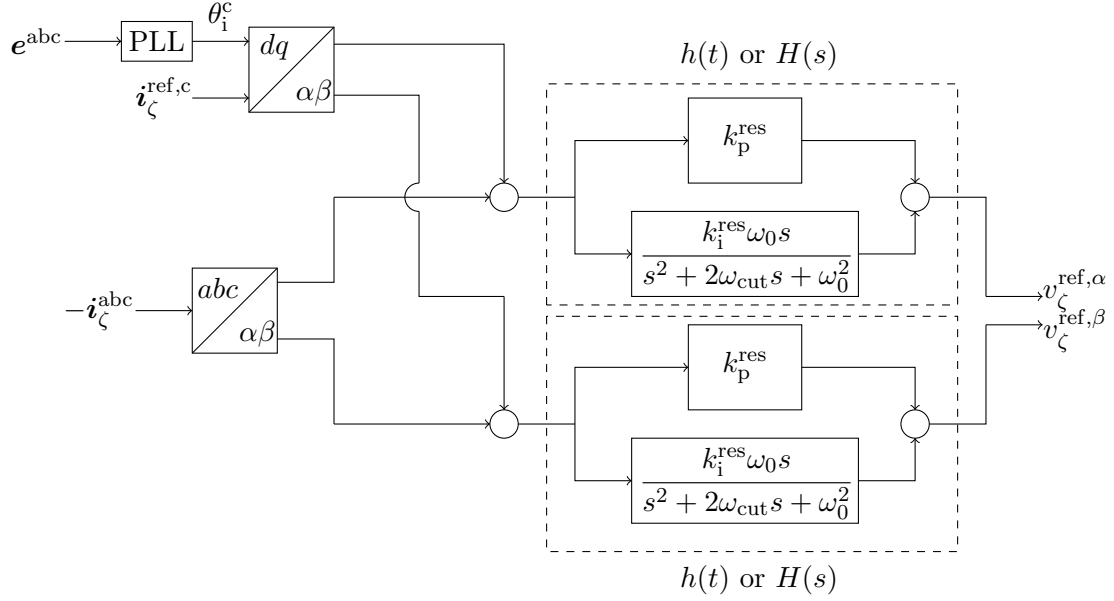 θ_i^c
e^abc
PLL
dq
αβ
i_ζ^ref,c
h(t) or H(s)
k_p^res
k_i^res ω_0 s
s^2 + 2ω_cut s + ω_0^2
−i_ζ^abc
abc
αβ
v_ζ^ref,α
v_ζ^ref,β
k_p^res
k_i^res ω_0 s
s^2 + 2ω_cut s + ω_0^2
h(t) or H(s)